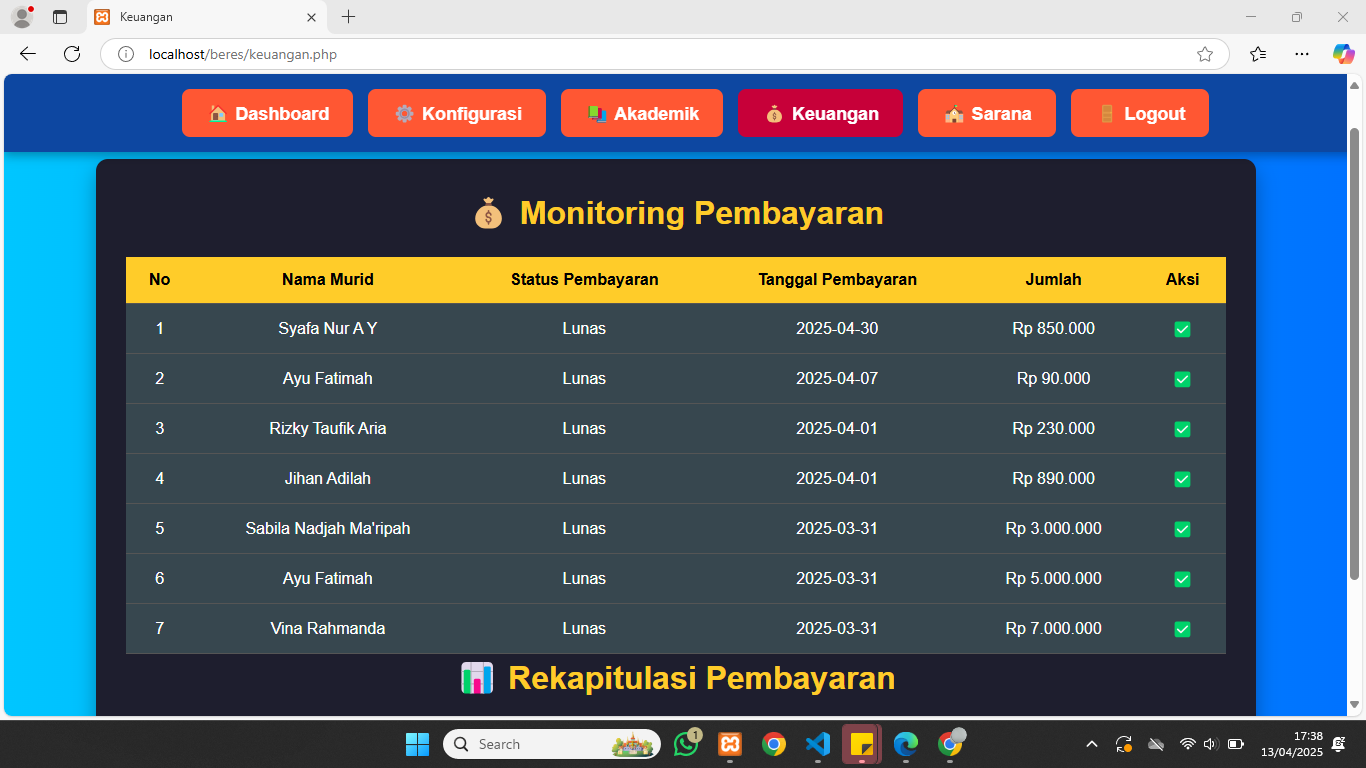 Keuangan
localhost/beres/keuangan.php
Dashboard Konfigurasi Akademik Keuangan Sarana Logout
Monitoring Pembayaran
No Nama Murid Status Pembayaran Tanggal Pembayaran Jumlah Aksi
1 Syafa Nur A Y Lunas 2025-04-30 Rp 850.000
2 Ayu Fatimah Lunas 2025-04-07 Rp 90.000
3 Rizky Taufik Aria Lunas 2025-04-01 Rp 230.000
4 Jihan Adilah Lunas 2025-04-01 Rp 890.000
5 Sabila Nadjah Ma'ripah Lunas 2025-03-31 Rp 3.000.000
6 Ayu Fatimah Lunas 2025-03-31 Rp 5.000.000
7 Vina Rahmanda Lunas 2025-03-31 Rp 7.000.000
Rekapitulasi Pembayaran
Search 1 17:38
13/04/2025